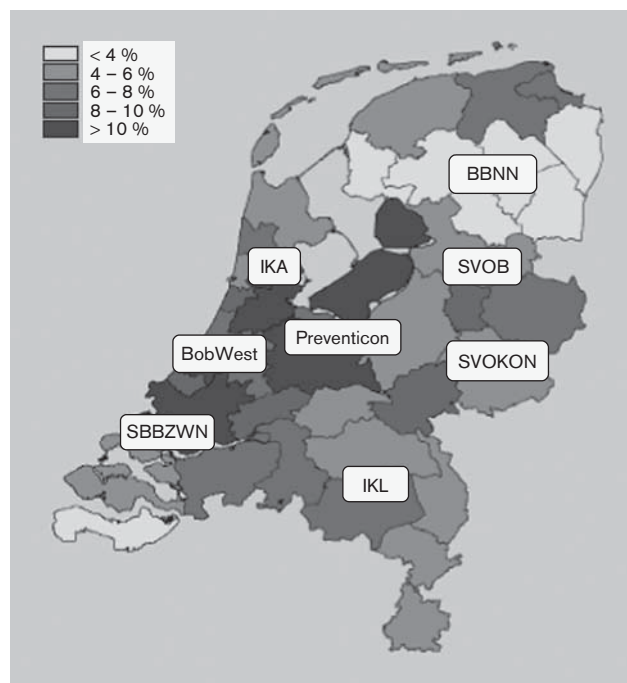 < 4 %
4 – 6 %
6 – 8 %
8 – 10 %
> 10 %
BBNN
IKA
SVOB
Preventicon
BobWest
SVOKON
SBBZWN
IKL